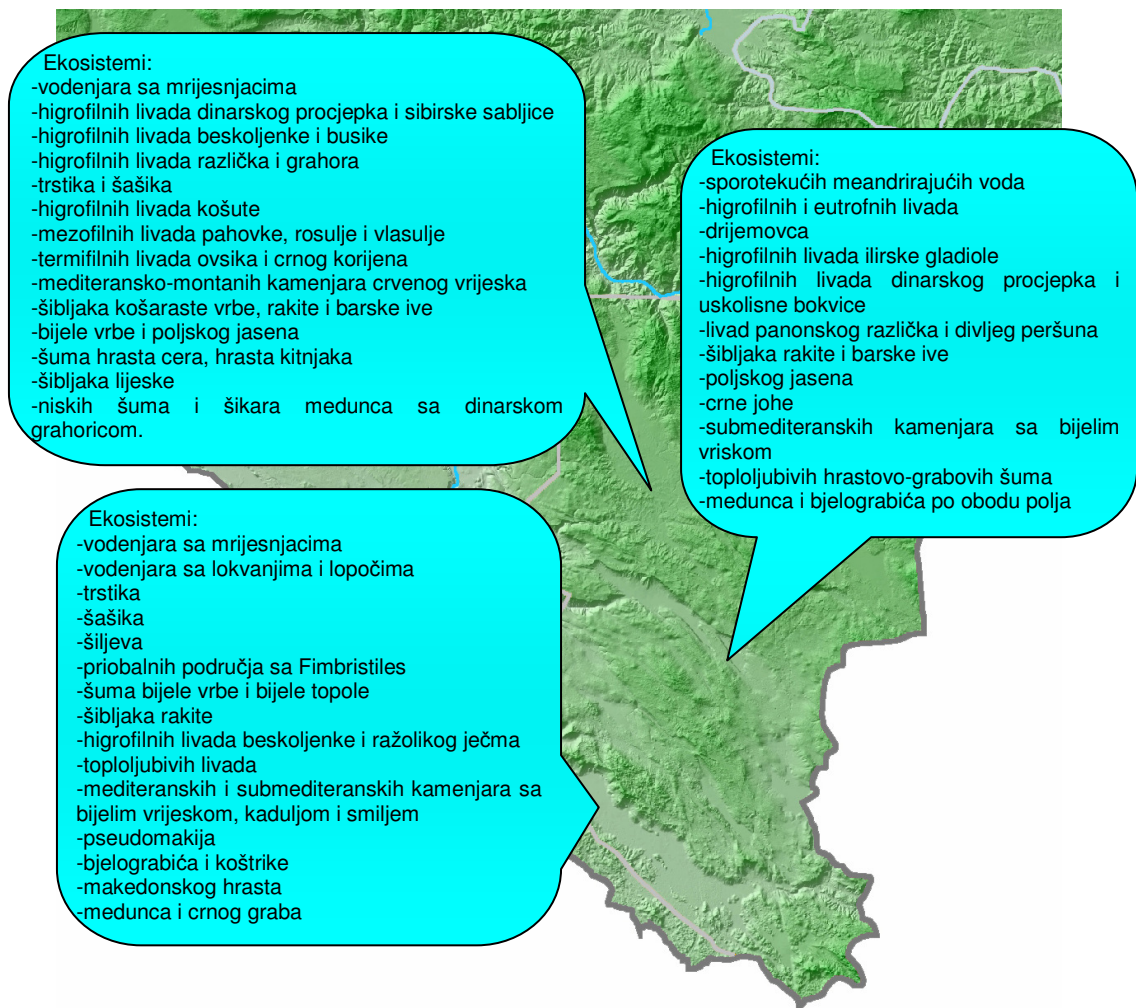 Ekosistemi:
-vodenjara sa mrijesnjacima
-higrofilnih livada dinarskog procjepka i sibirske sabljice
-higrofilnih livada beskoljenke i busike
-higrofilnih livada različka i grahora
-trstika i šašika
-higrofilnih livada košute
-mezofilnih livada pahovke, rosulje i vlasulje
-termifilnih livada ovsika i crnog korijena
-mediteransko-montanih kamenjara crvenog vrijeska
-šibljaka košaraste vrbe, rakite i barske ive
-bijele vrbe i poljskog jasena
-šuma hrasta cera, hrasta kitnjaka
-šibljaka lijeske
-niskih šuma i šikara medunca sa dinarskom
grahoricom.
Ekosistemi:
-sporotekućih meandrirajućih voda
-higrofilnih i eutrofnih livada
-drijemovca
-higrofilnih livada ilirske gladiole
-higrofilnih livada dinarskog procjepka i
uskolisne bokvice
-livad panonskog različka i divljeg peršuna
-šibljaka rakite i barske ive
-poljskog jasena
-crne johe
-submediteranskih kamenjara sa bijelim
vriskom
-toploljubivih hrastovo-grabovih šuma
-medunca i bjelograbića po obodu polja
Ekosistemi:
-vodenjara sa mrijesnjacima
-vodenjara sa lokvanjima i lopočima
-trstika
-šašika
-šiljeva
-priobalnih područja sa Fimbristiles
-šuma bijele vrbe i bijele topole
-šibljaka rakite
-higrofilnih livada beskoljenke i ražolikog ječma
-toploljubivih livada
-mediteranskih i submediteranskih kamenjara sa
bijelim vrijeskom, kaduljom i smiljem
-pseudomakija
-bjelograbića i koštrike
-makedonskog hrasta
-medunca i crnog graba